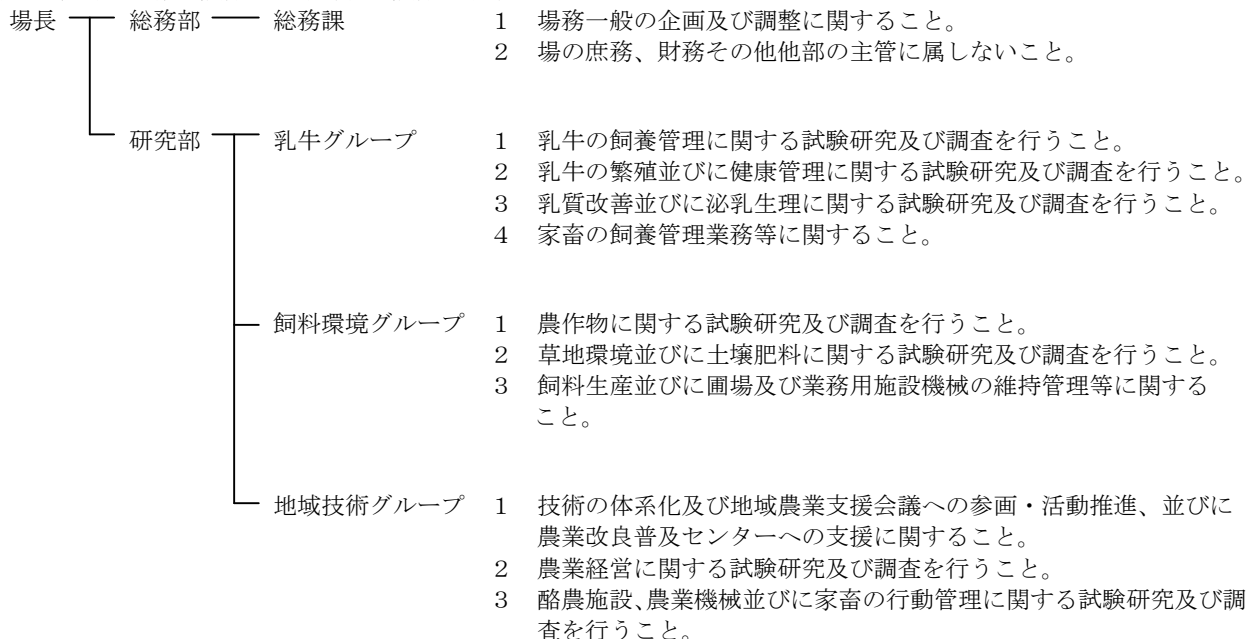 場長 総務部 総務課 1 場務一般の企画及び調整に関すること。
2 場の庶務、財務その他他部の主管に属しないこと。
研究部 乳牛グループ 1 乳牛の飼養管理に関する試験研究及び調査を行うこと。
2 乳牛の繁殖並びに健康管理に関する試験研究及び調査を行うこと。
3 乳質改善並びに泌乳生理に関する試験研究及び調査を行うこと。
4 家畜の飼養管理業務等に関すること。
飼料環境グループ 1 農作物に関する試験研究及び調査を行うこと。
2 草地環境並びに土壌肥料に関する試験研究及び調査を行うこと。
3 飼料生産並びに圃場及び業務用施設機械の維持管理等に関する
こと。
地域技術グループ 1 技術の体系化及び地域農業支援会議への参画・活動推進、並びに
農業改良普及センターへの支援に関すること。
2 農業経営に関する試験研究及び調査を行うこと。
3 酪農施設、農業機械並びに家畜の行動管理に関する試験研究及び調
査を行うこと。